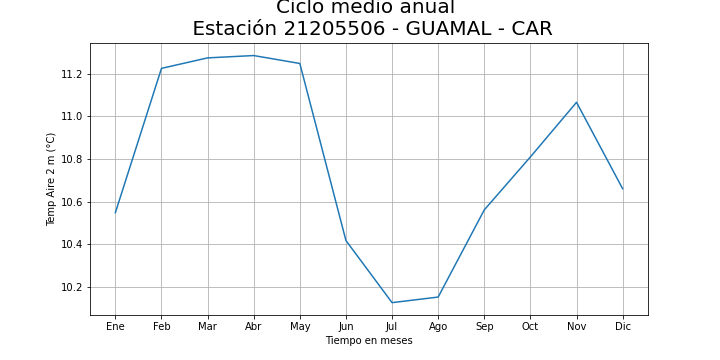 Ciclo medio anual
Estación 21205506 - GUAMAL - CAR
Temp Aire 2 m (°C)
11.2
11.0
10.8
10.6
10.4
10.2
Ene Feb Mar Abr May Jun Jul Ago Sep Oct Nov Dic
Tiempo en meses